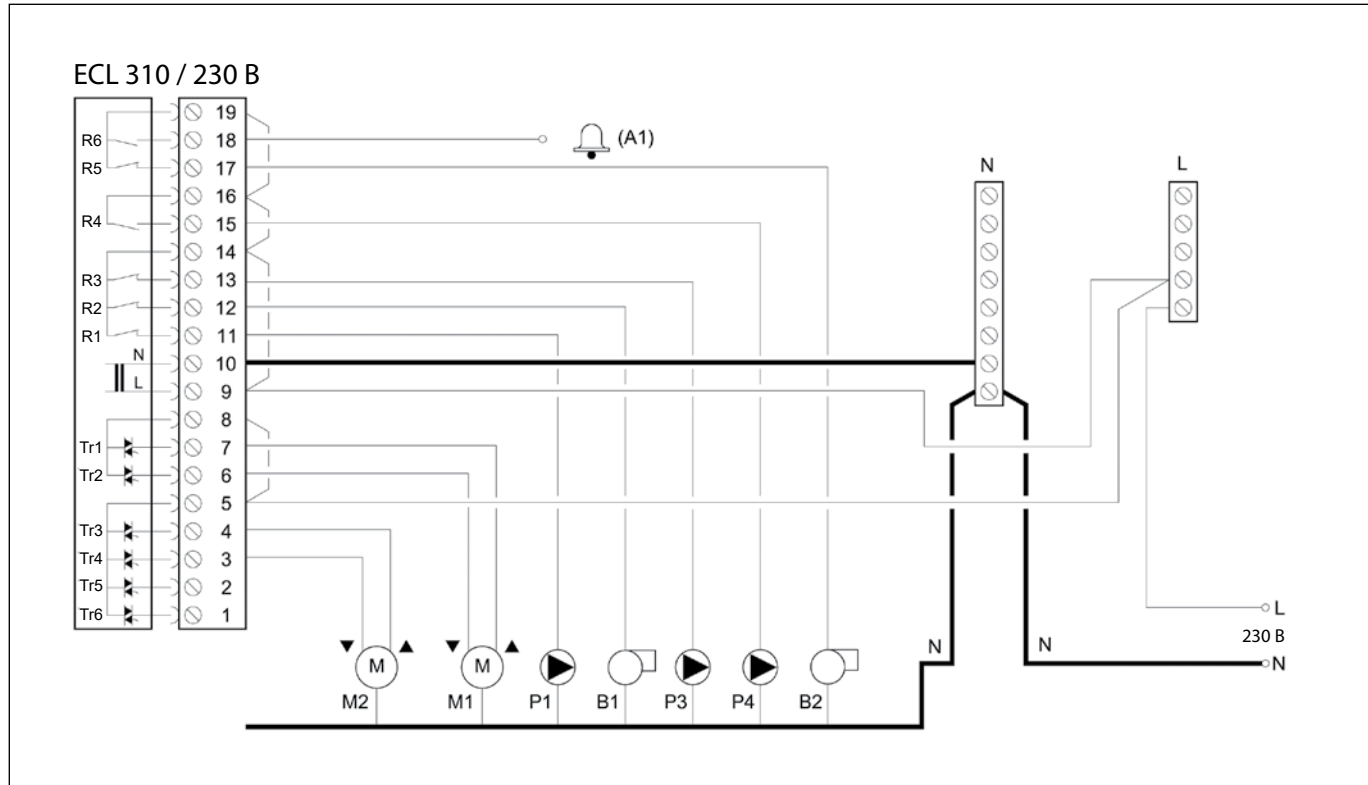 ECL 310 / 230 B
19
R6 18 (A1)
R5 17
N L
16
R4 15
14
R3 13
R2 12
R1 11
N 10
L 9
8
Tr1 7
Tr2 6
5
Tr3 4
Tr4 3
Tr5 2
Tr6 1
L
230 B
N N N
M M
M2 M1 P1 B1 P3 P4 B2